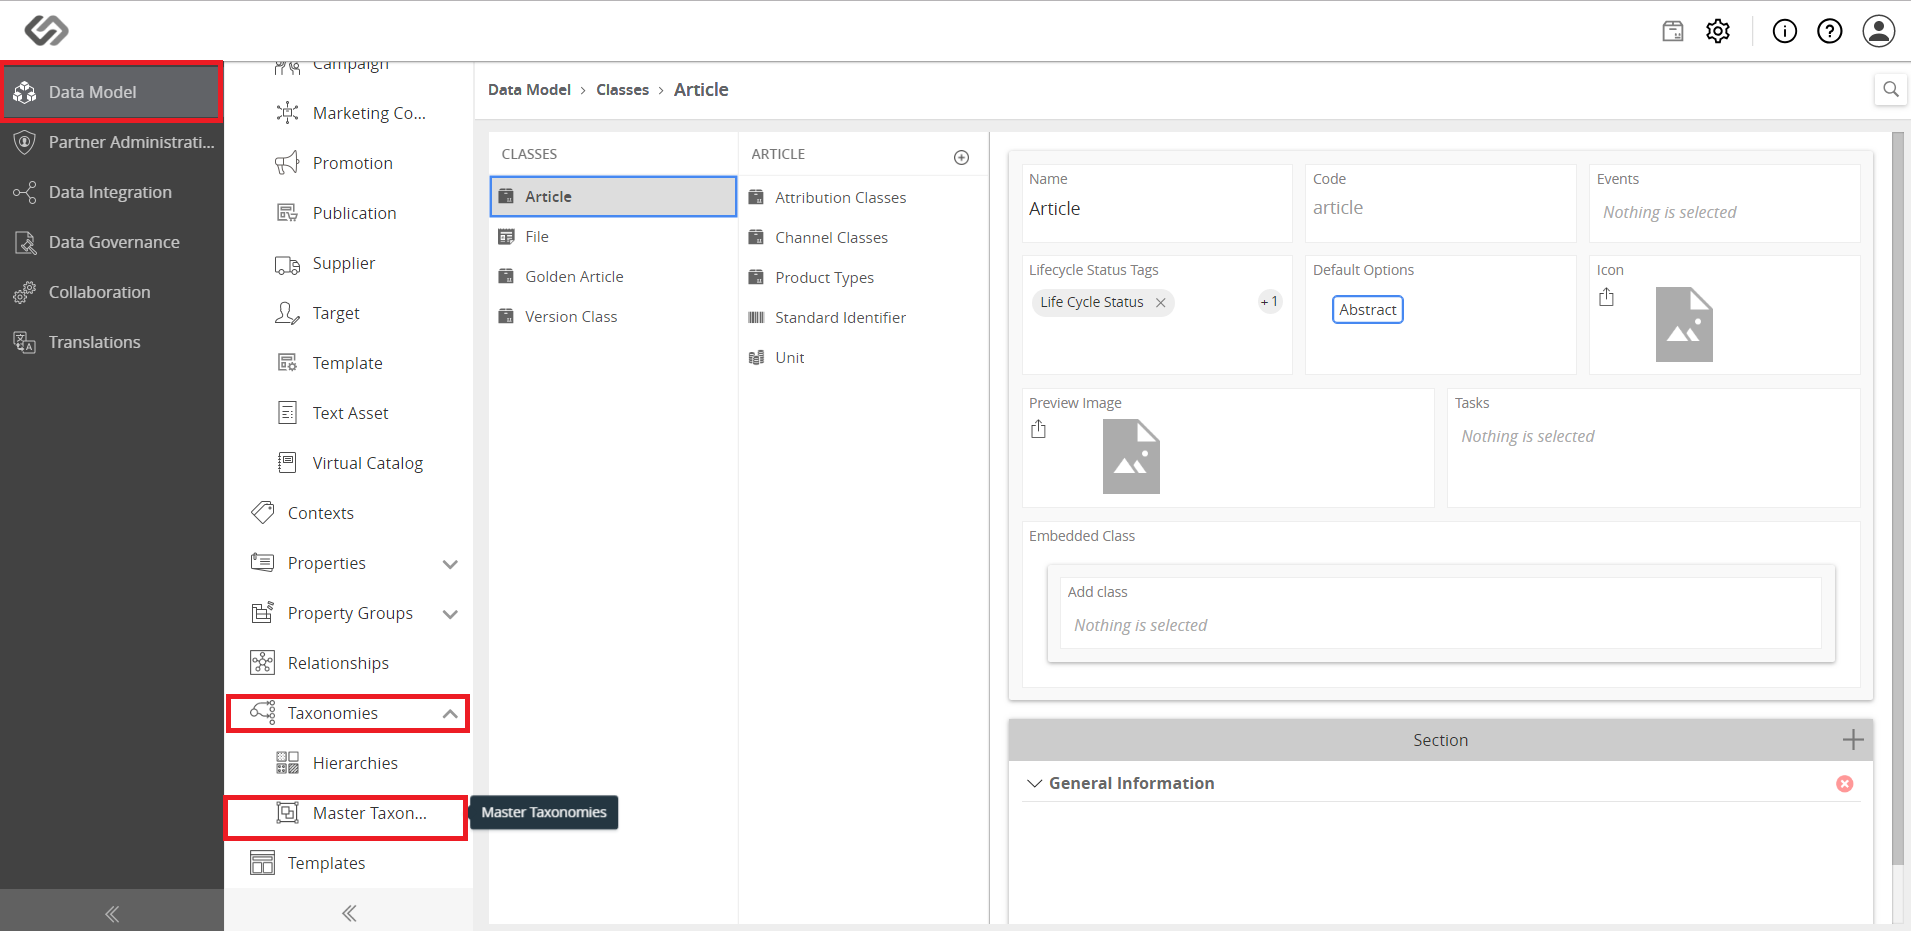 Data Model
Partner Administrati...
Data Integration
Data Governance
Collaboration
Translations
Campaign
Marketing Co...
Promotion
Publication
Supplier
Target
Template
Text Asset
Virtual Catalog
Contexts
Properties
Property Groups
Relationships
Taxonomies
Hierarchies
Master Taxon...
Master Taxonomies
Templates
Data Model > Classes > Article
CLASSES
Article
File
Golden Article
Version Class
ARTICLE
Attribution Classes
Channel Classes
Product Types
Standard Identifier
Unit
Name
Article
Code
article
Events
Nothing is selected
Lifecycle Status Tags
Life Cycle Status
+ 1
Default Options
Abstract
Icon
Preview Image
Tasks
Nothing is selected
Embedded Class
Add class
Nothing is selected
Section
General Information